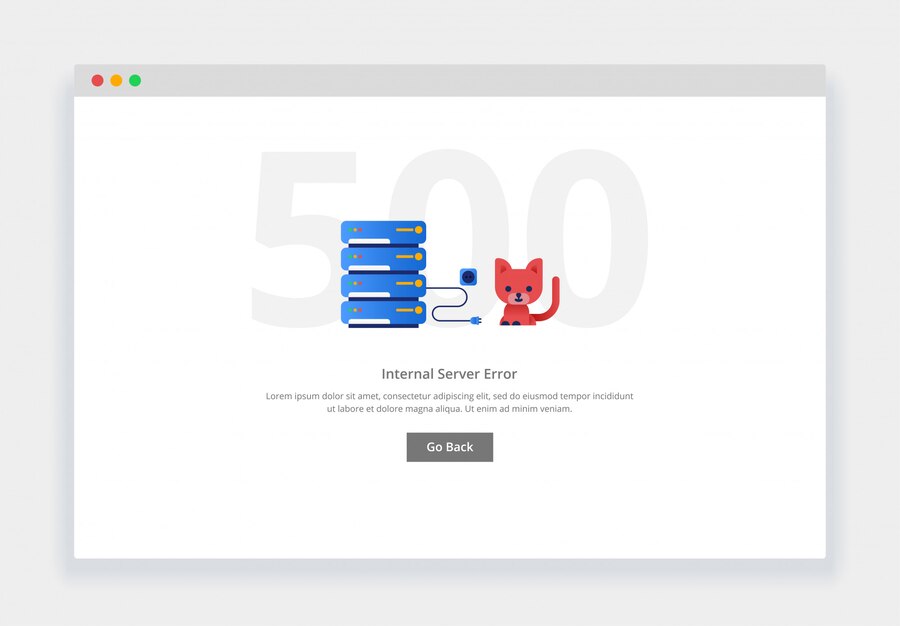 500
Internal Server Error
Lorem ipsum dolor sit amet, consectetur adipiscing elit, sed do eiusmod tempor incididunt
ut labore et dolore magna aliqua. Ut enim ad minim veniam.
Go Back